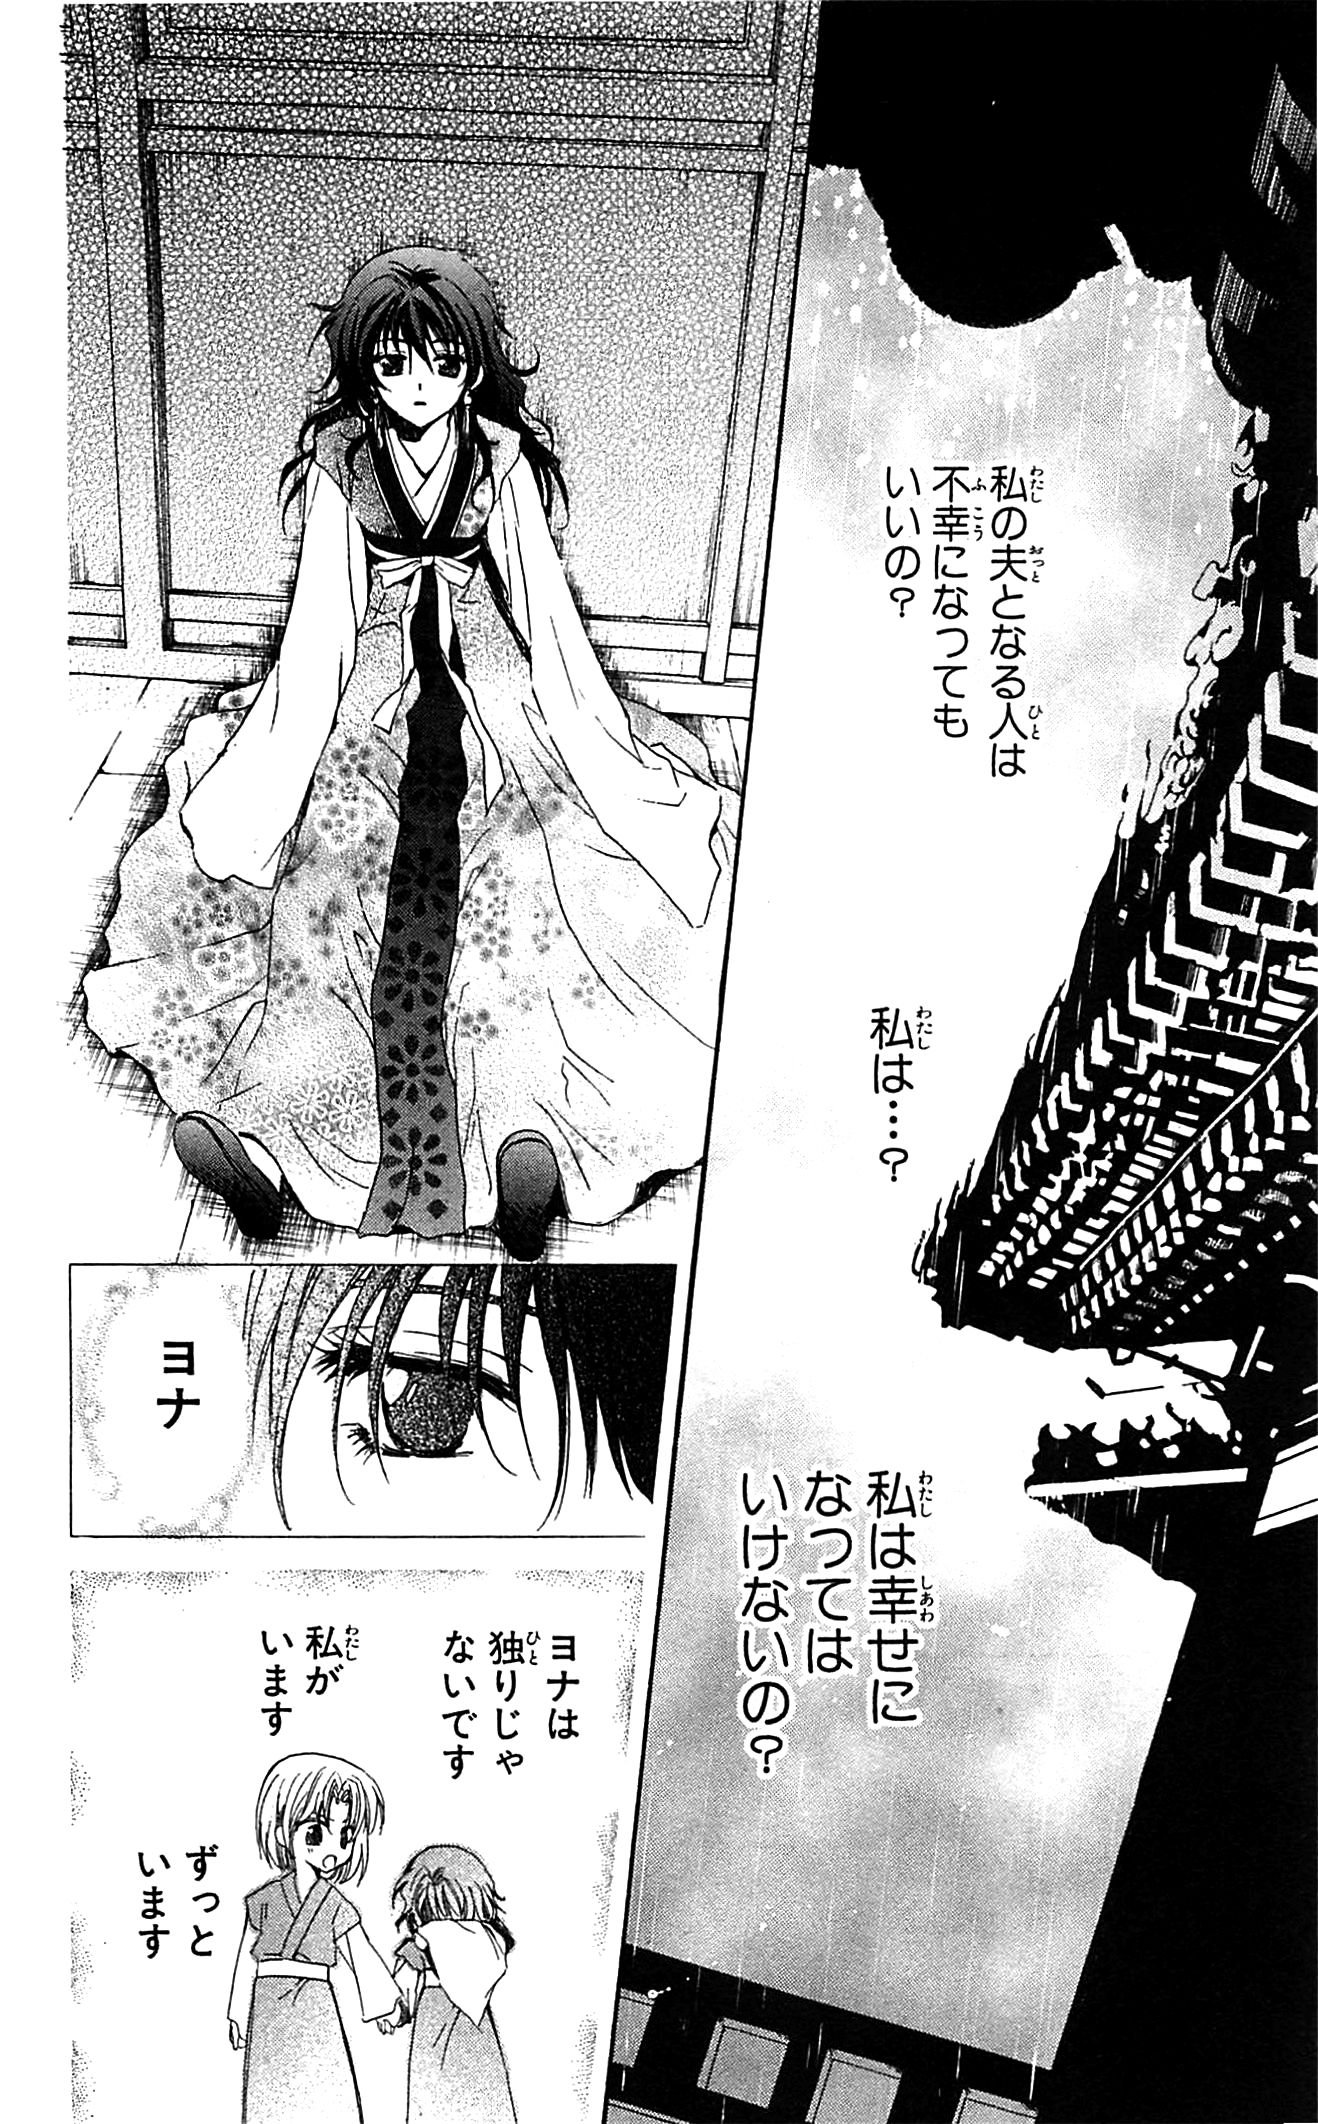 私の夫となる人は
不幸になっても
いいの？
私は…？
私は幸せに
なっては
いけないの？
ヨナ
ヨナは
独りじゃ
ないです
私が
います
ずっと
います